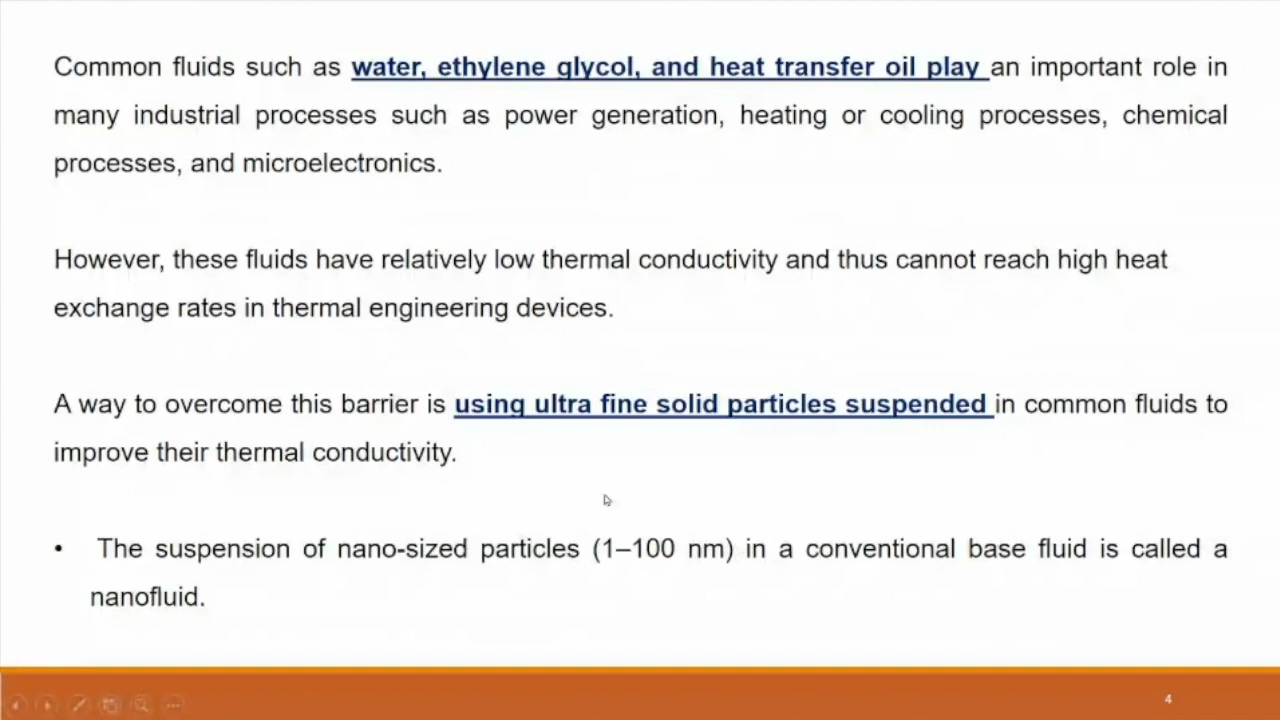 Common fluids such as water, ethylene glycol, and heat transfer oil play an important role in
many industrial processes such as power generation, heating or cooling processes, chemical
processes, and microelectronics.
However, these fluids have relatively low thermal conductivity and thus cannot reach high heat
exchange rates in thermal engineering devices.
A way to overcome this barrier is using ultra fine solid particles suspended in common fluids to
improve their thermal conductivity.
• The suspension of nano-sized particles (1–100 nm) in a conventional base fluid is called a
nanofluid.
4